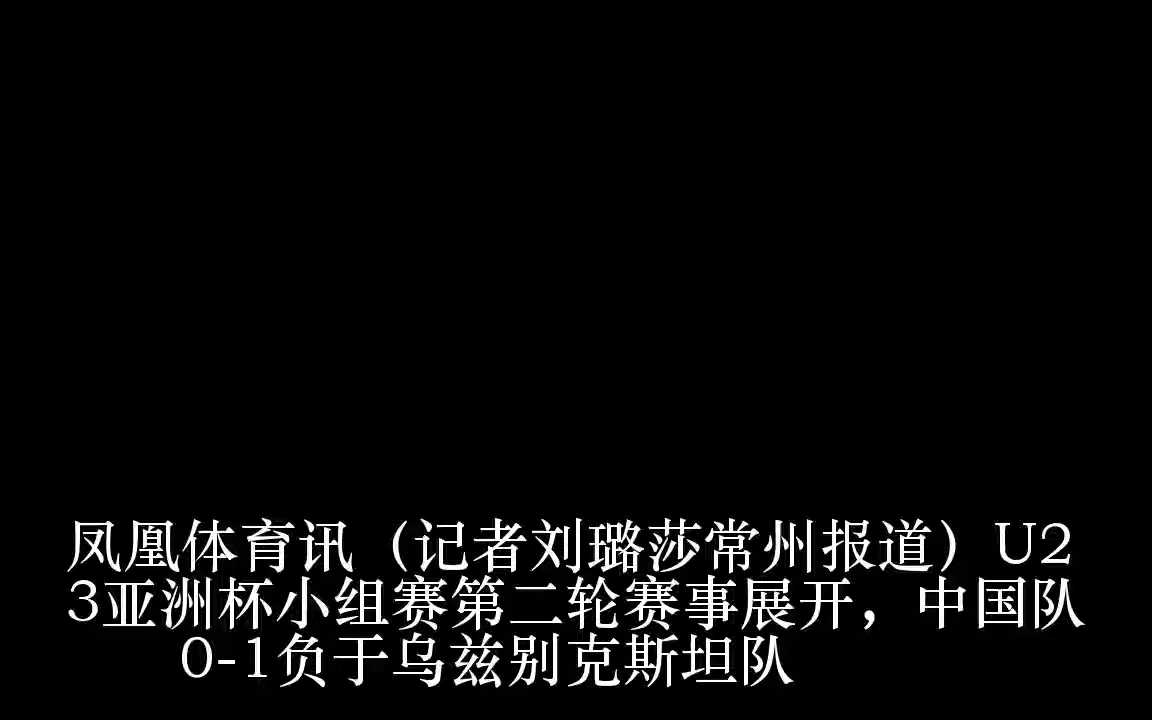 凤凰体育讯（记者刘璐莎常州报道）U2
3亚洲杯小组赛第二轮赛事展开，中国队
0-1负于乌兹别克斯坦队